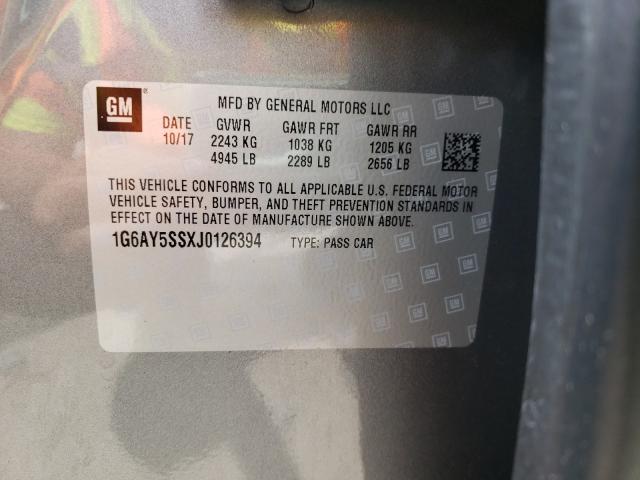 GM
MFD BY GENERAL MOTORS LLC
DATE GVWR GAWR FRT GAWR RR
10/17 2243 KG 1038 KG 1205 KG
4945 LB 2289 LB 2656 LB
THIS VEHICLE CONFORMS TO ALL APPLICABLE U.S. FEDERAL MOTOR
VEHICLE SAFETY, BUMPER, AND THEFT PREVENTION STANDARDS IN
EFFECT ON THE DATE OF MANUFACTURE SHOWN ABOVE.
1G6AY5SSXJ0126394 TYPE: PASS CAR